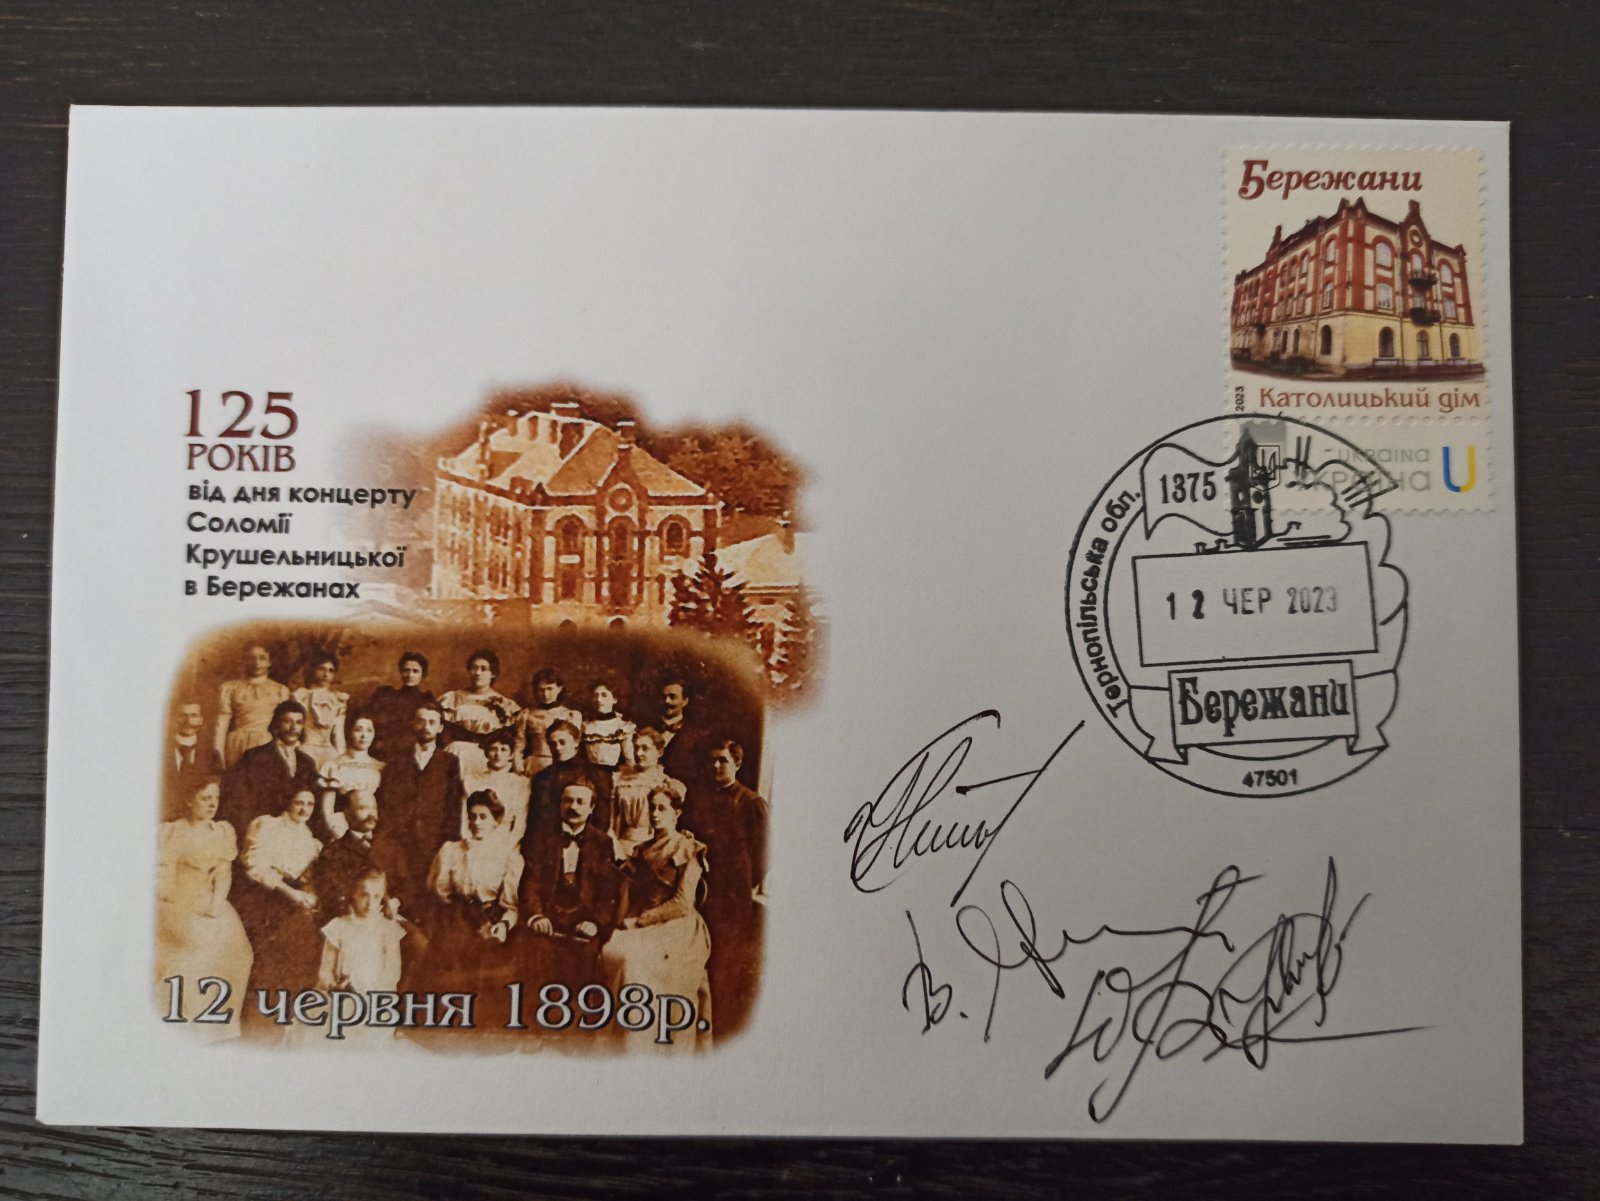 Бережани
2023
Католицький дім
UKRAINA
УКРАЇНА
125
РОКІВ
від дня концерту
Соломії
Крушельницької
в Бережанах
12 червня 1898р.
Тернопільська обл.
1375
12 ЧЕР 2023
Бережани
47501